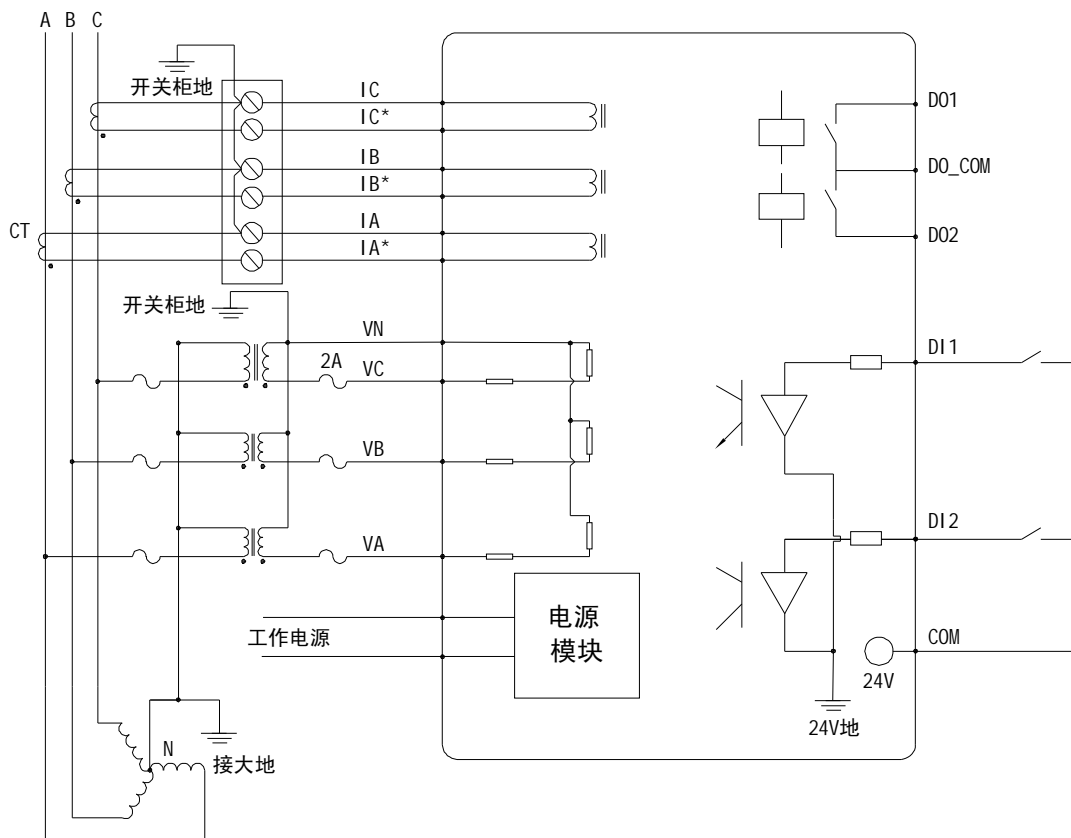 A B C
开关柜地
IC
IC*
DO1
IB
IB*
DO_COM
CT
IA
IA*
DO2
开关柜地
VN
2A
VC
DI1
VB
VA
DI2
工作电源
电源
模块
COM
24V
24V地
N
接大地